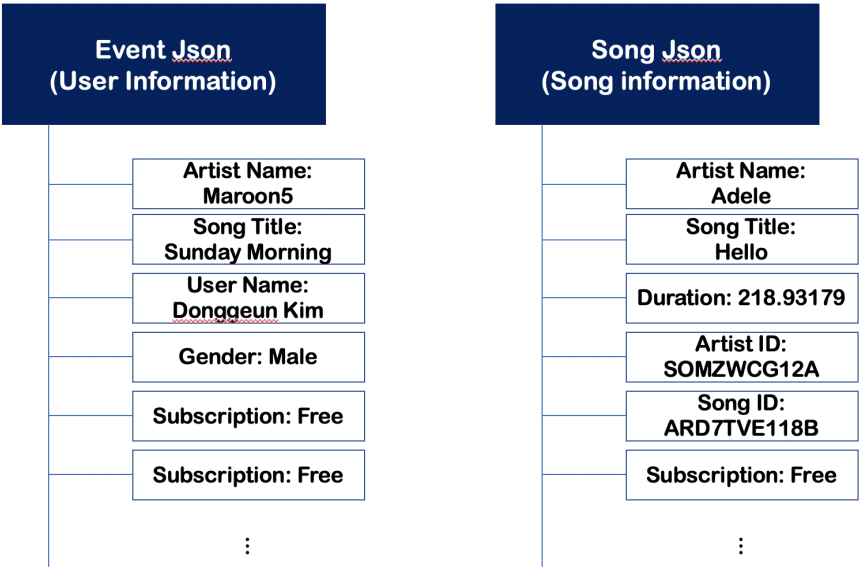 Event Json
(User Information)
Artist Name:
Maroon5
Song Title:
Sunday Morning
User Name:
Donggeun Kim
Gender: Male
Subscription: Free
Subscription: Free
⋮
Song Json
(Song information)
Artist Name:
Adele
Song Title:
Hello
Duration: 218.93179
Artist ID:
SOMZWCG12A
Song ID:
ARD7TVE118B
Subscription: Free
⋮